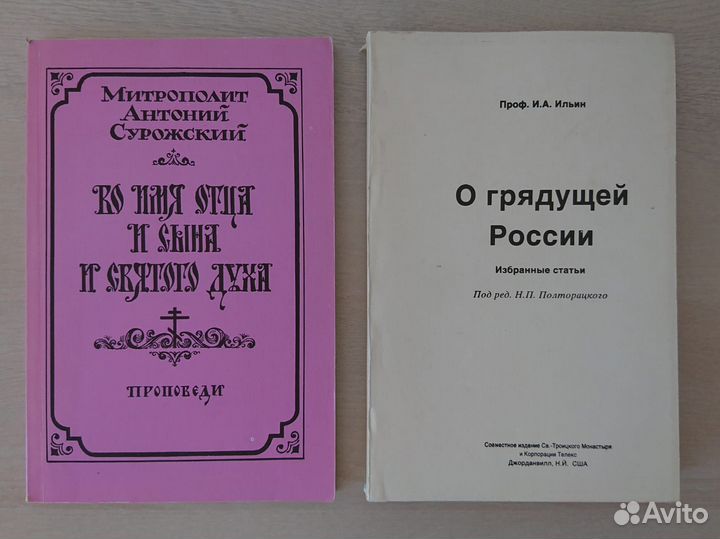 Митрополит
Антоний
Сурожский
Во имя Отца
и Сына
и Святого Духа
Проповеди
Проф. И.А. Ильин
О грядущей
России
Избранные статьи
Под ред. Н.П. Полторацкого
Совместное издание Св.-Троицкого Монастыря
и Корпорации Телекс
Джорданвилл, Н.Й. США
Avito